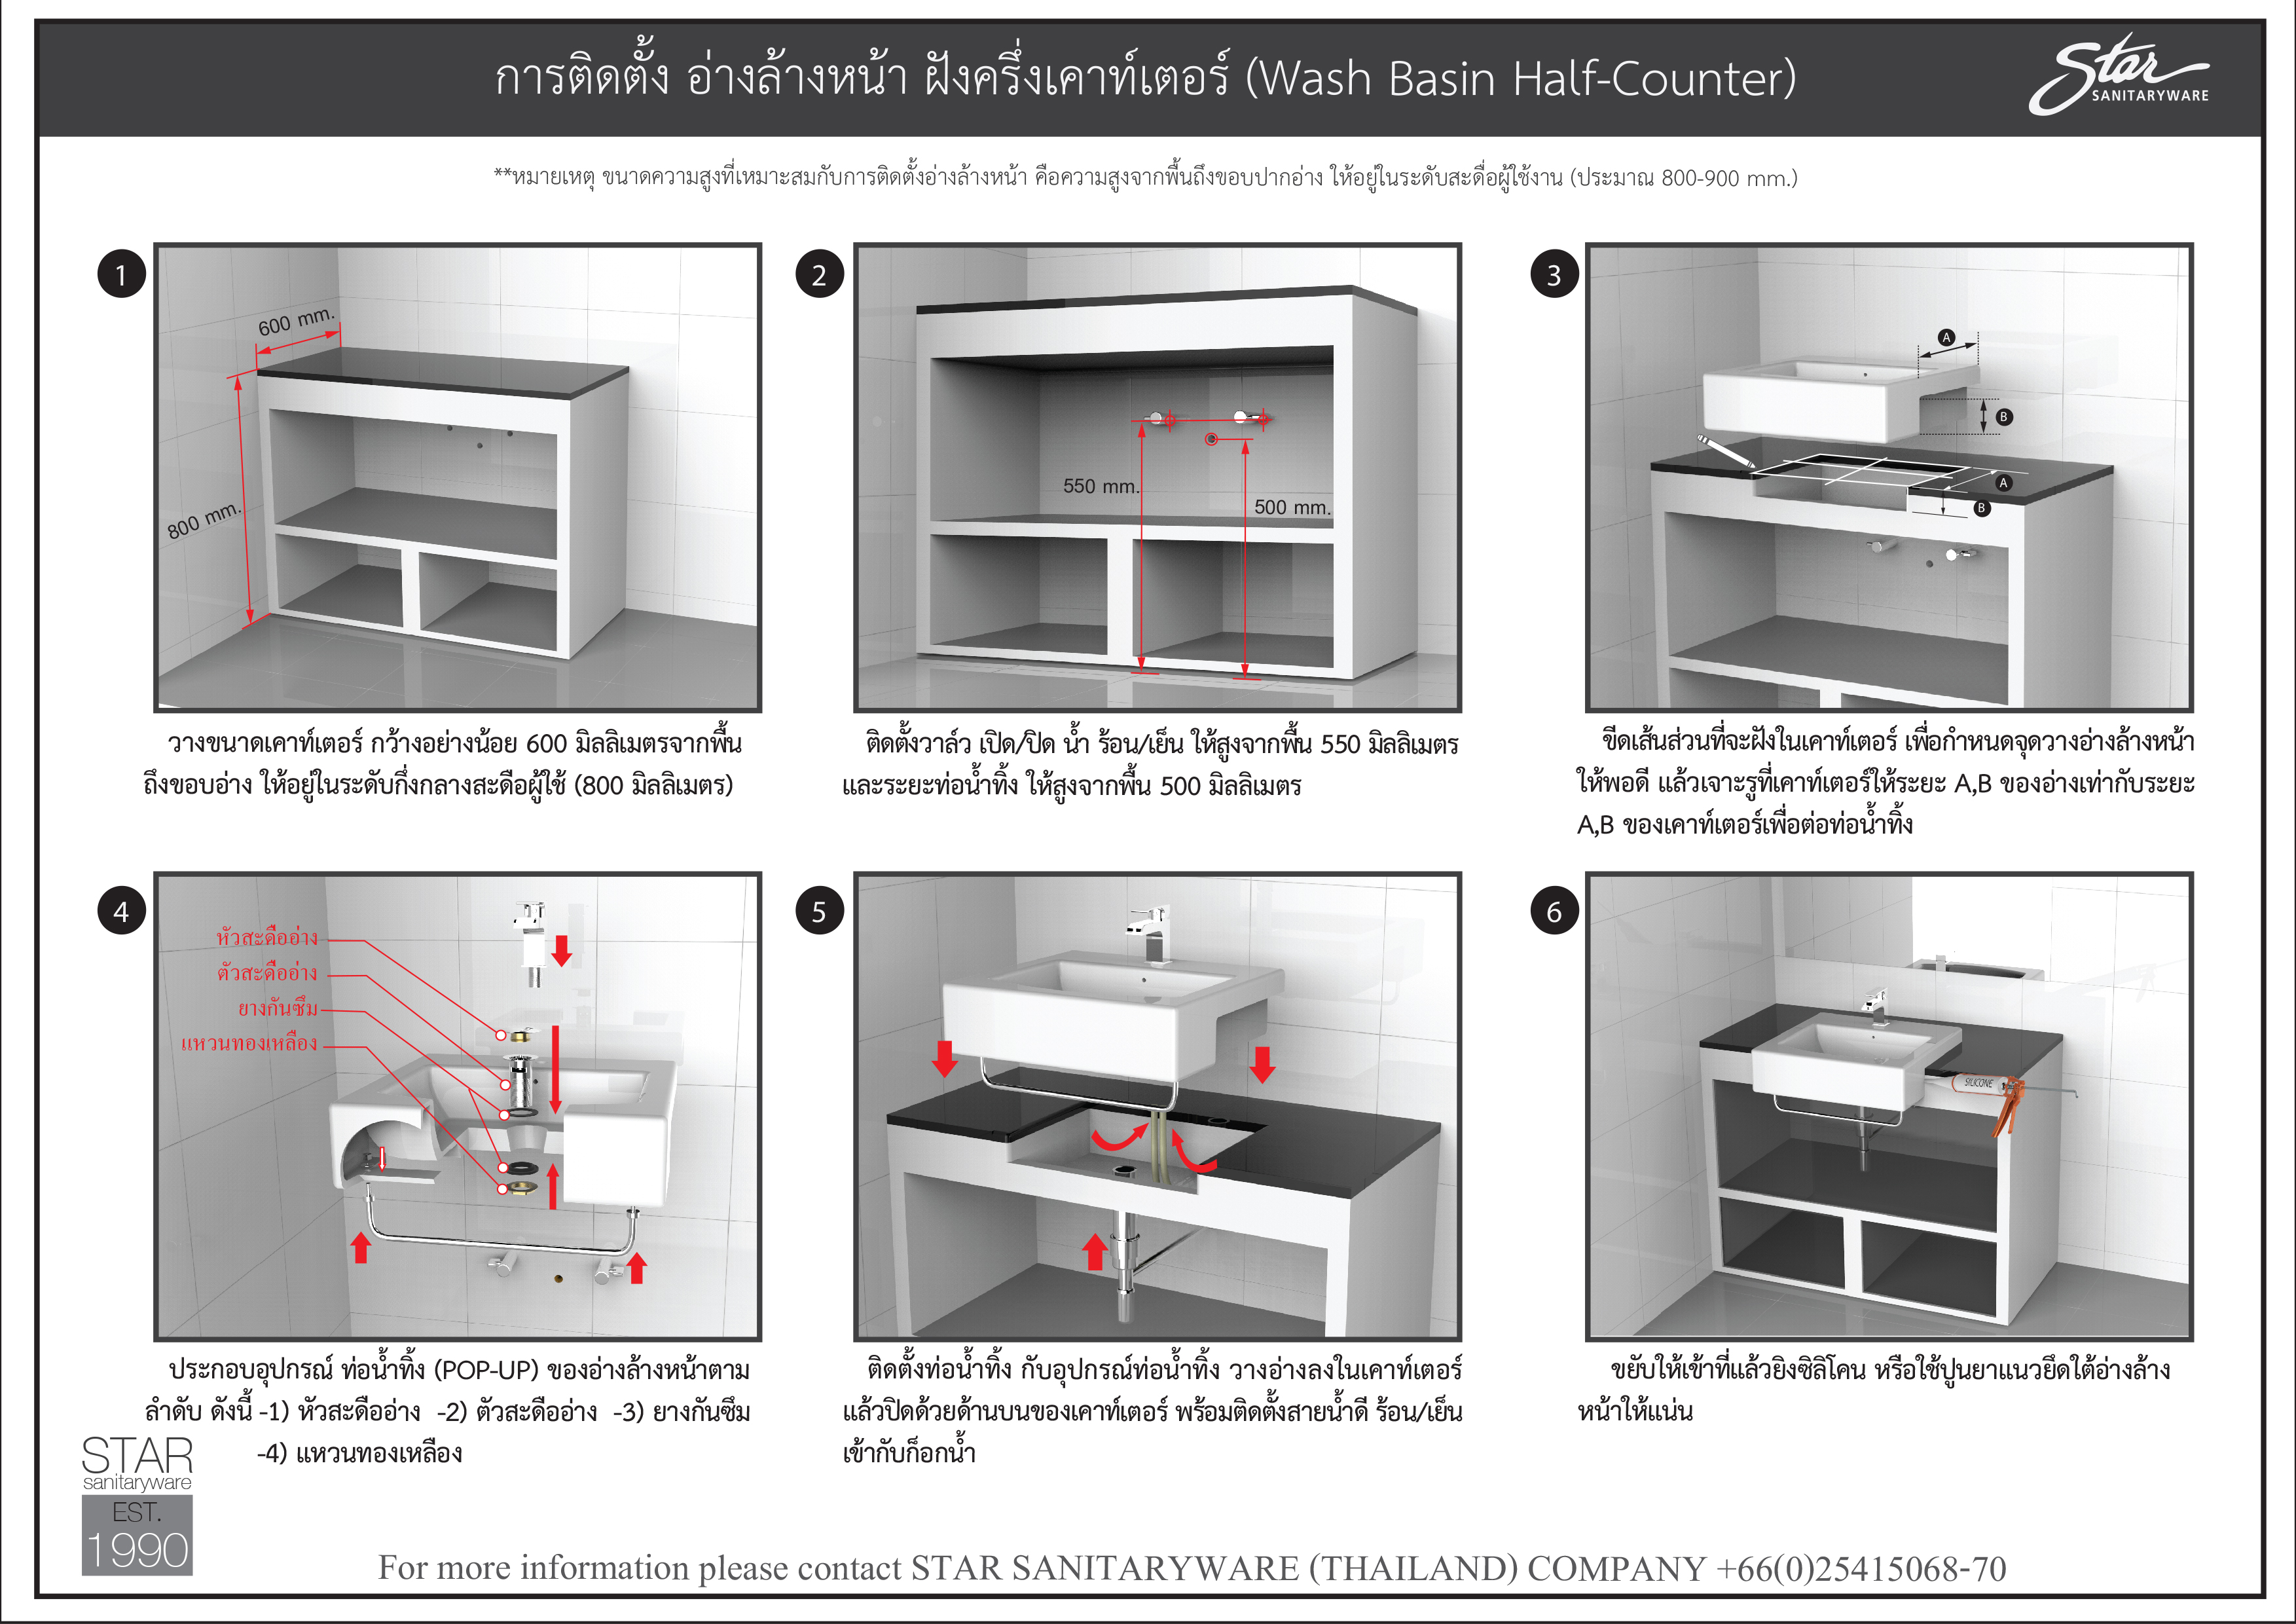 การติดตั้ง อ่างล้างหน้า ฝังครึ่งเคาท์เตอร์ (Wash Basin Half-Counter)
Star
SANITARYWARE
**หมายเหตุ ขนาดความสูงที่เหมาะสมกับการติดตั้งอ่างล้างหน้า คือความสูงจากพื้นถึงขอบปากอ่าง ให้อยู่ในระดับสะดื่อผู้ใช้งาน (ประมาณ 800-900 mm.)
1
600 mm.
800 mm.
วางขนาดเคาท์เตอร์ กว้างอย่างน้อย 600 มิลลิเมตรจากพื้น
ถึงขอบอ่าง ให้อยู่ในระดับกึ่งกลางสะดือผู้ใช้ (800 มิลลิเมตร)
2
550 mm.
500 mm.
ติดตั้งวาล์ว เปิด/ปิด น้ำ ร้อน/เย็น ให้สูงจากพื้น 550 มิลลิเมตร
และระยะท่อน้ำทิ้ง ให้สูงจากพื้น 500 มิลลิเมตร
3
A
B
A
B
ขีดเส้นส่วนที่จะฝังในเคาท์เตอร์ เพื่อกำหนดจุดวางอ่างล้างหน้า
ให้พอดี แล้วเจาะรูที่เคาท์เตอร์ให้ระยะ A,B ของอ่างเท่ากับระยะ
A,B ของเคาท์เตอร์เพื่อต่อท่อน้ำทิ้ง
4
หัวสะดืออ่าง
ตัวสะดืออ่าง
ยางกันซึม
แหวนทองเหลือง
ประกอบอุปกรณ์ ท่อน้ำทิ้ง (POP-UP) ของอ่างล้างหน้าตาม
ลำดับ ดังนี้ -1) หัวสะดืออ่าง -2) ตัวสะดืออ่าง -3) ยางกันซึม
-4) แหวนทองเหลือง
5
ติดตั้งท่อน้ำทิ้ง กับอุปกรณ์ท่อน้ำทิ้ง วางอ่างลงในเคาท์เตอร์
แล้วปิดด้วยด้านบนของเคาท์เตอร์ พร้อมติดตั้งสายน้ำดี ร้อน/เย็น
เข้ากับก็อกน้ำ
6
SILICONE
ขยับให้เข้าที่แล้วยิงซิลิโคน หรือใช้ปูนยาแนวยึดใต้อ่างล้าง
หน้าให้แน่น
STAR
sanitaryware
EST.
1990
For more information please contact STAR SANITARYWARE (THAILAND) COMPANY +66(0)25415068-70